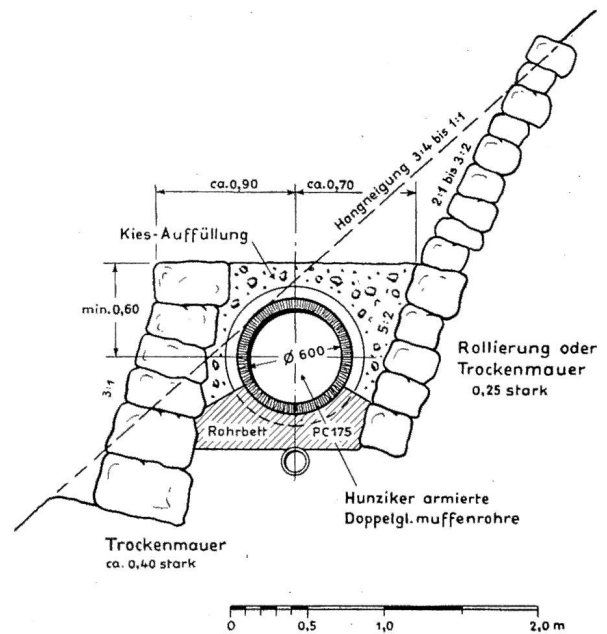 Hangneigung 3:4 bis 1:1
2:1 bis 3:2
ca.0,90
ca.0,70
Kies-Auffüllung
min.0,60
5:2
Ø 600
3:1
Rollierung oder
Trockenmauer
0,25 stark
Rohrbett
PC 175
Hunziker armierte
Doppelgl.muffenrohre
Trockenmauer
ca. 0,40 stark
0
0,5
1,0
2,0 m